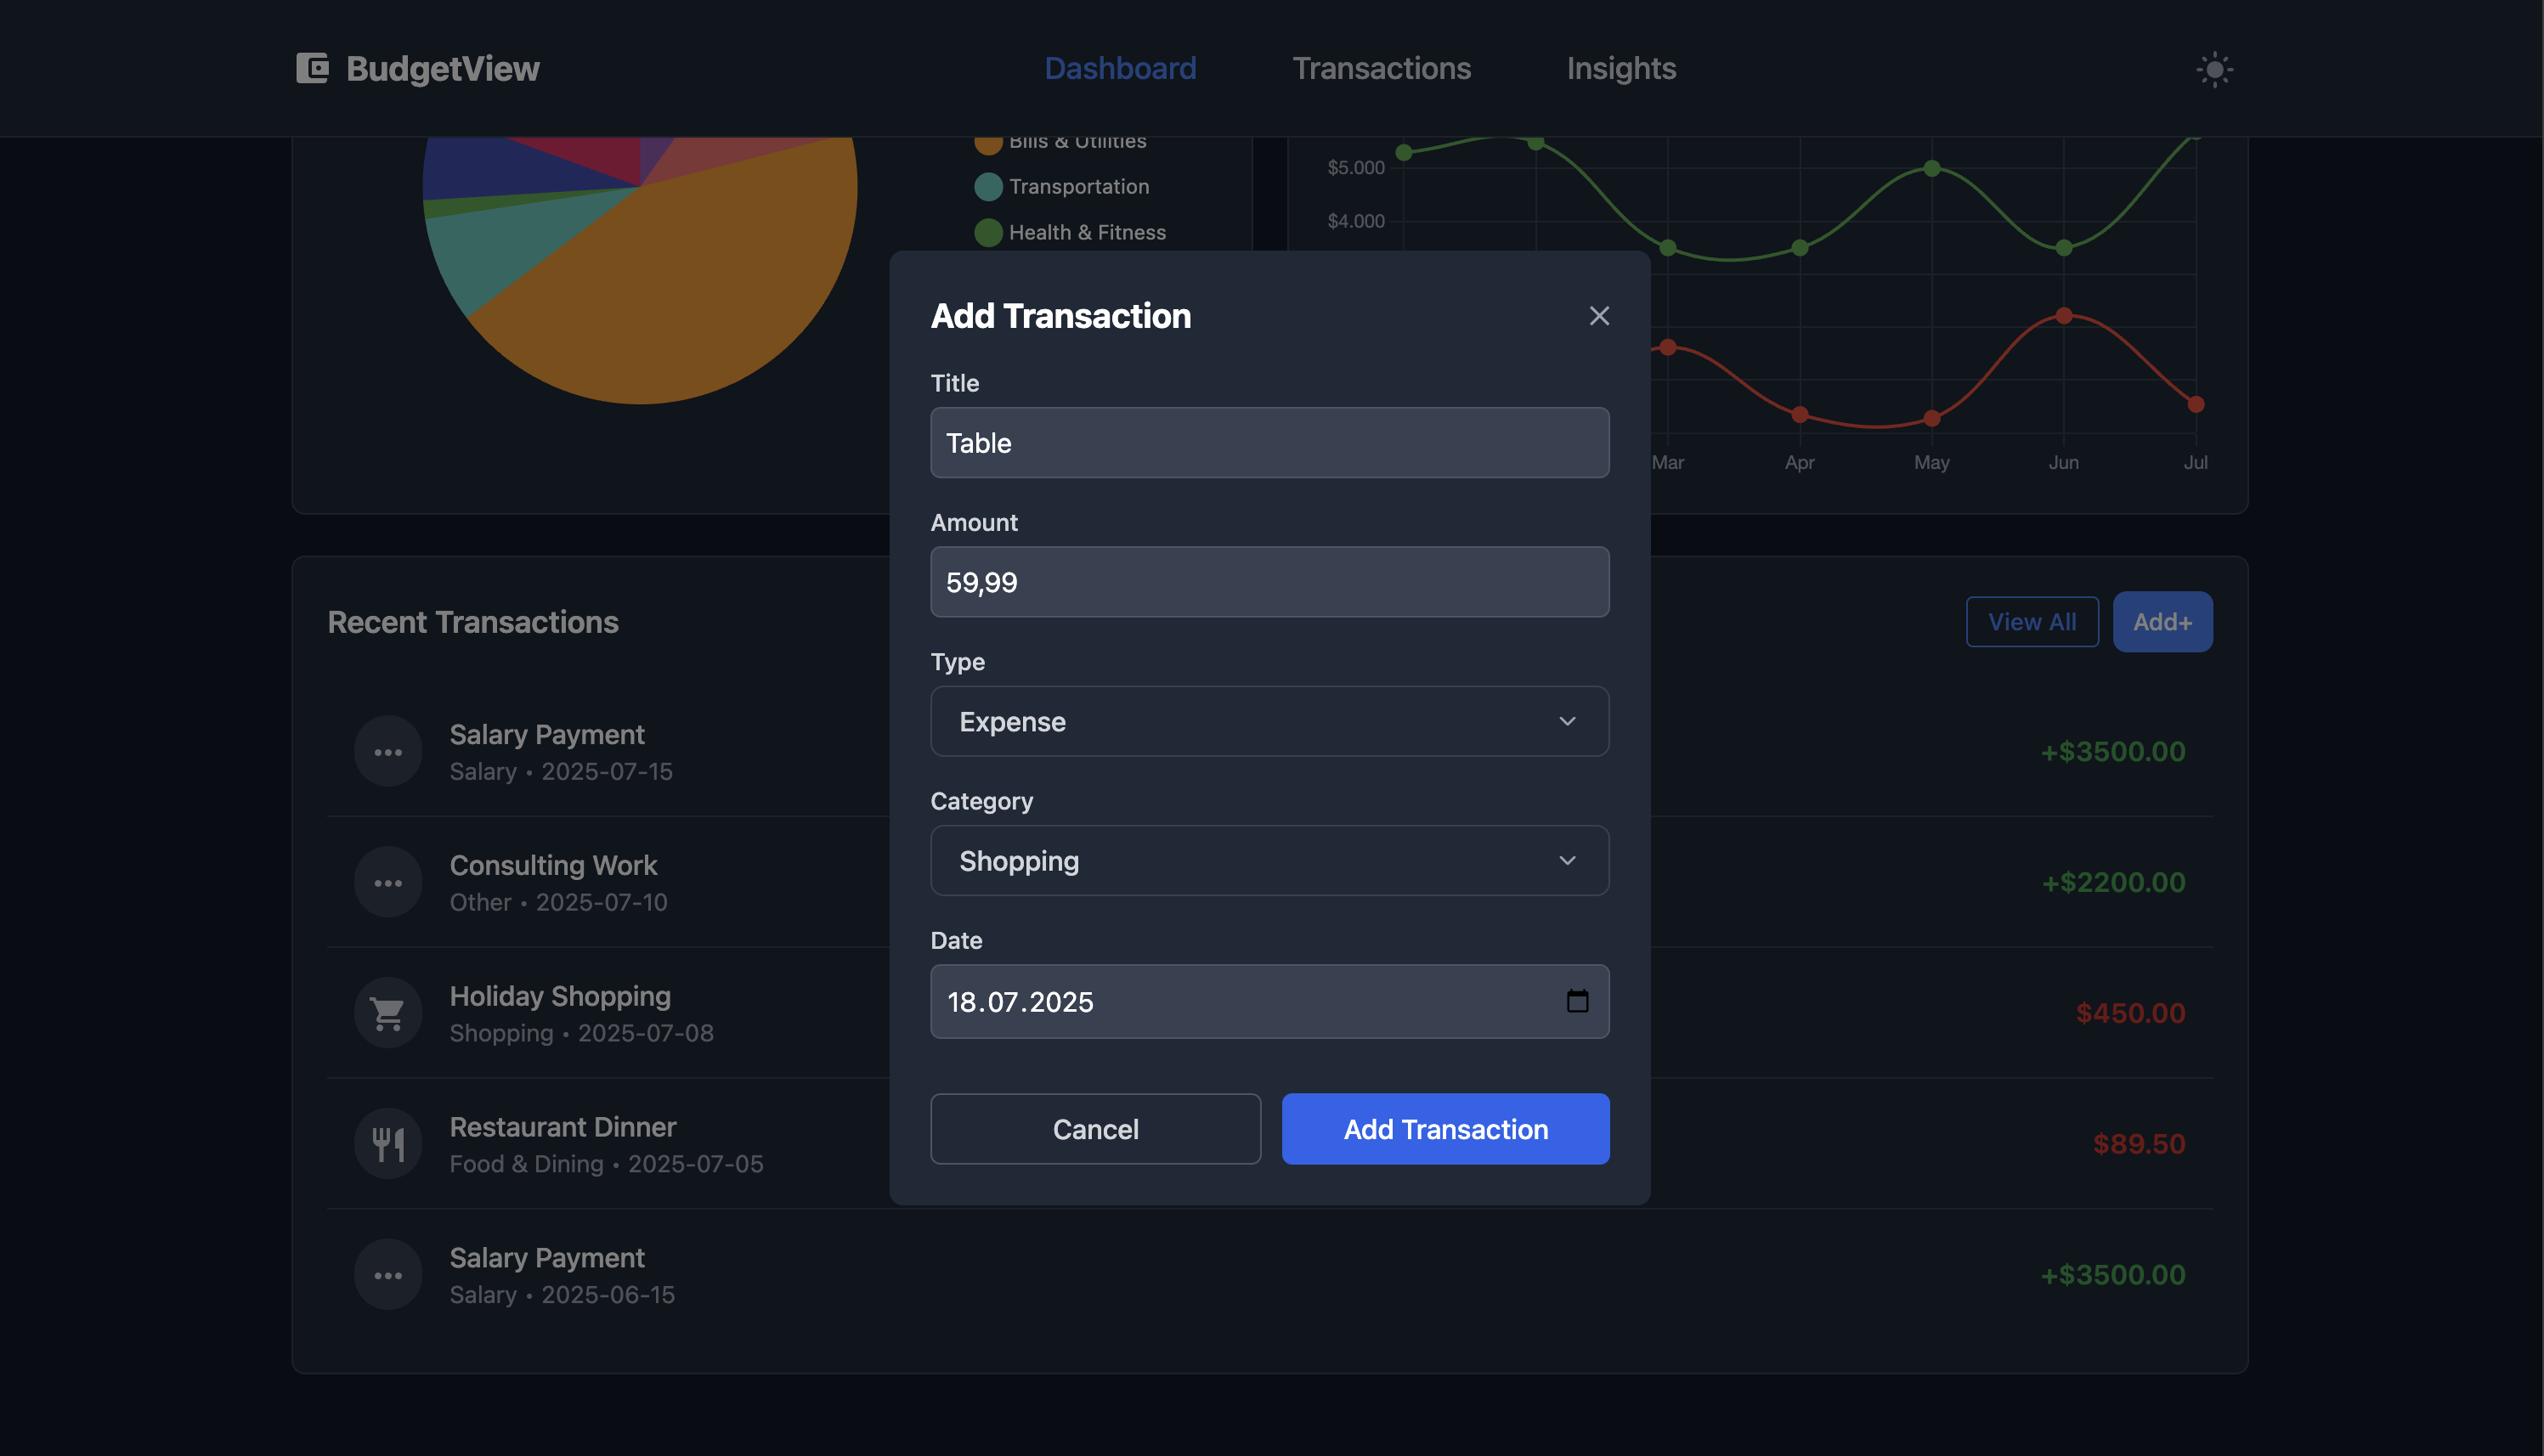 BudgetView
Dashboard
Transactions
Insights
Bills & Utilities
Transportation
Health & Fitness
$5.000
$4.000
Mar
Apr
May
Jun
Jul
Add Transaction
Title
Table
Amount
59,99
Type
Expense
Category
Shopping
Date
18.07.2025
Cancel
Add Transaction
Recent Transactions
View All
Add+
Salary Payment
Salary • 2025-07-15
+$3500.00
Consulting Work
Other • 2025-07-10
+$2200.00
Holiday Shopping
Shopping • 2025-07-08
$450.00
Restaurant Dinner
Food & Dining • 2025-07-05
$89.50
Salary Payment
Salary • 2025-06-15
+$3500.00